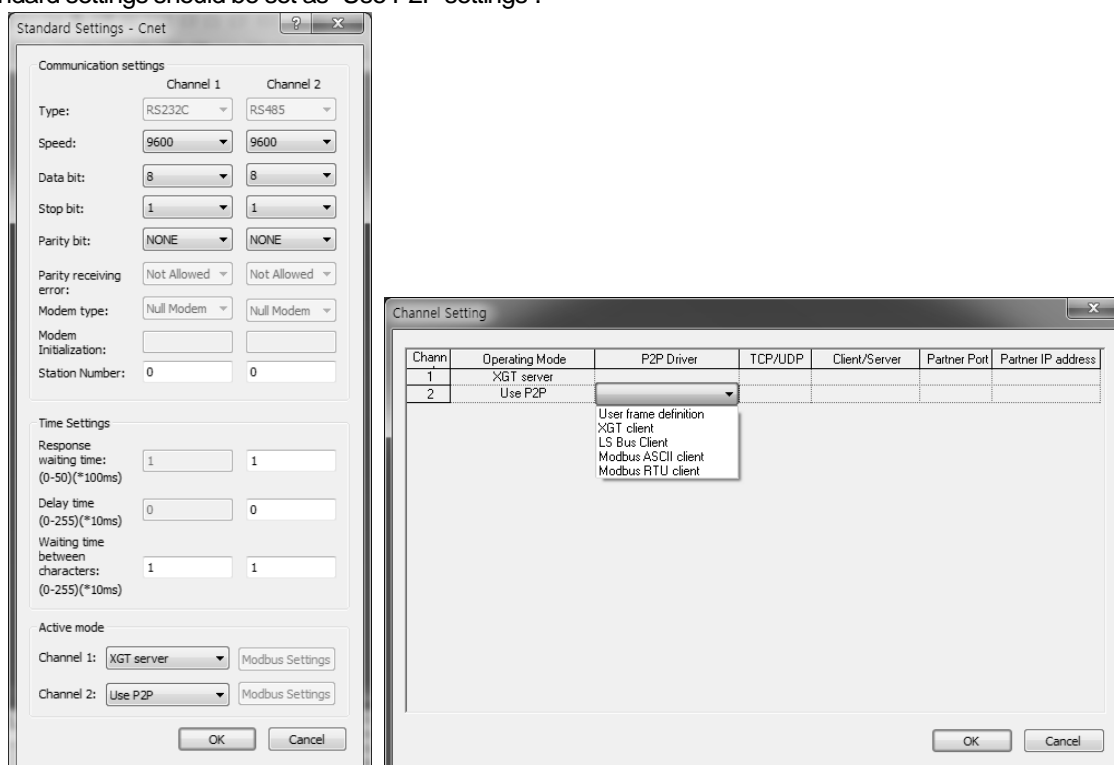 ndard settings should be set as "Use P2P settings".
Standard Settings - Cnet
Communication settings
Channel 1 Channel 2
Type: RS232C RS485
Speed: 9600 9600
Data bit: 8 8
Stop bit: 1 1
Parity bit: NONE NONE
Parity receiving error: Not Allowed Not Allowed
Modem type: Null Modem Null Modem
Modem Initialization:
Station Number: 0 0
Time Settings
Response
waiting time: 1 1
(0-50)(*100ms)
Delay time 0 0
(0-255)(*10ms)
Waiting time
between
characters: 1 1
(0-255)(*10ms)
Active mode
Channel 1: XGT server Modbus Settings
Channel 2: Use P2P Modbus Settings
OK Cancel
Channel Setting
Chann Operating Mode P2P Driver TCP/UDP Client/Server Partner Port Partner IP address
1 XGT server
2 Use P2P
User frame definition
XGT client
LS Bus Client
Modbus ASCII client
Modbus RTU client
OK Cancel